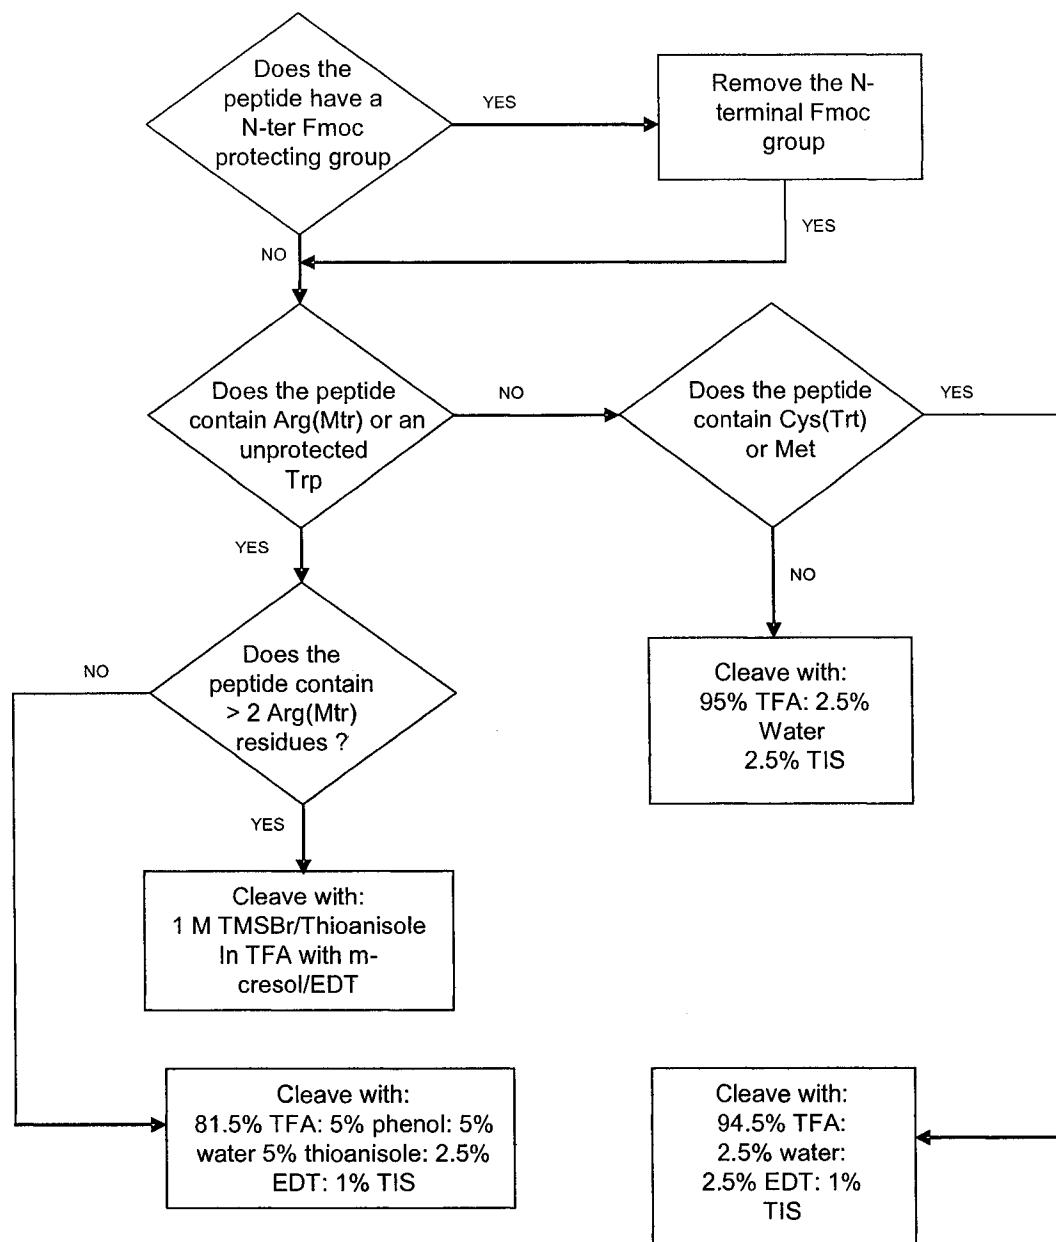 Does the
peptide have a
N-ter Fmoc
protecting group
YES
Remove the N-
terminal Fmoc
group
YES
NO
Does the peptide
contain Arg(Mtr) or an
unprotected
Trp
NO
Does the peptide
contain Cys(Trt)
or Met
YES
YES
NO
Does the
peptide contain
> 2 Arg(Mtr)
residues ?
NO
Cleave with:
95% TFA: 2.5%
Water
2.5% TIS
YES
Cleave with:
1 M TMSBr/Thioanisole
In TFA with m-
cresol/EDT
Cleave with:
81.5% TFA: 5% phenol: 5%
water 5% thioanisole: 2.5%
EDT: 1% TIS
Cleave with:
94.5% TFA:
2.5% water:
2.5% EDT: 1%
TIS